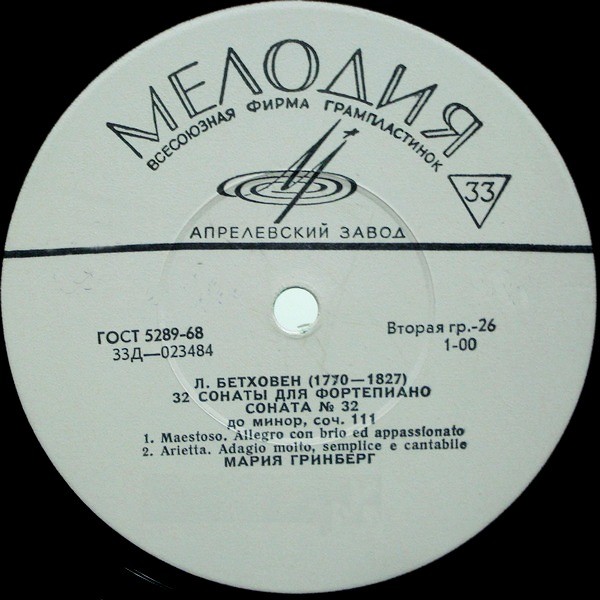 МЕЛОДИЯ
ВСЕСОЮЗНАЯ ФИРМА ГРАМПЛАСТИНОК
33
АПРЕЛЕВСКИЙ ЗАВОД
ГОСТ 5289-68
33Д—023484
Вторая гр.-26
1-00
Л. БЕТХОВЕН (1770—1827)
32 СОНАТЫ ДЛЯ ФОРТЕПИАНО
СОНАТА № 32
до минор, соч. 111
1. Maestoso. Allegro con brio ed appassionato
2. Arietta. Adagio molto, semplice e cantabile
МАРИЯ ГРИНБЕРГ